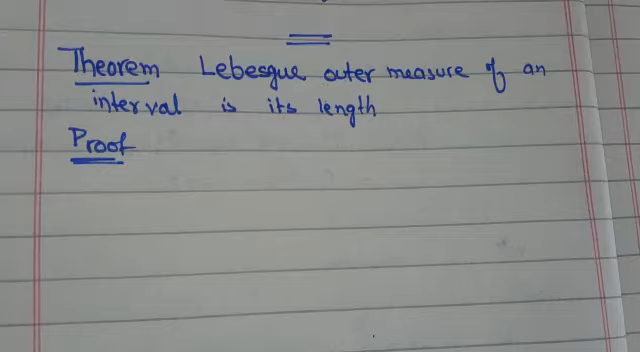 Theorem Lebesgue outer measure of an
interval is its length
Proof